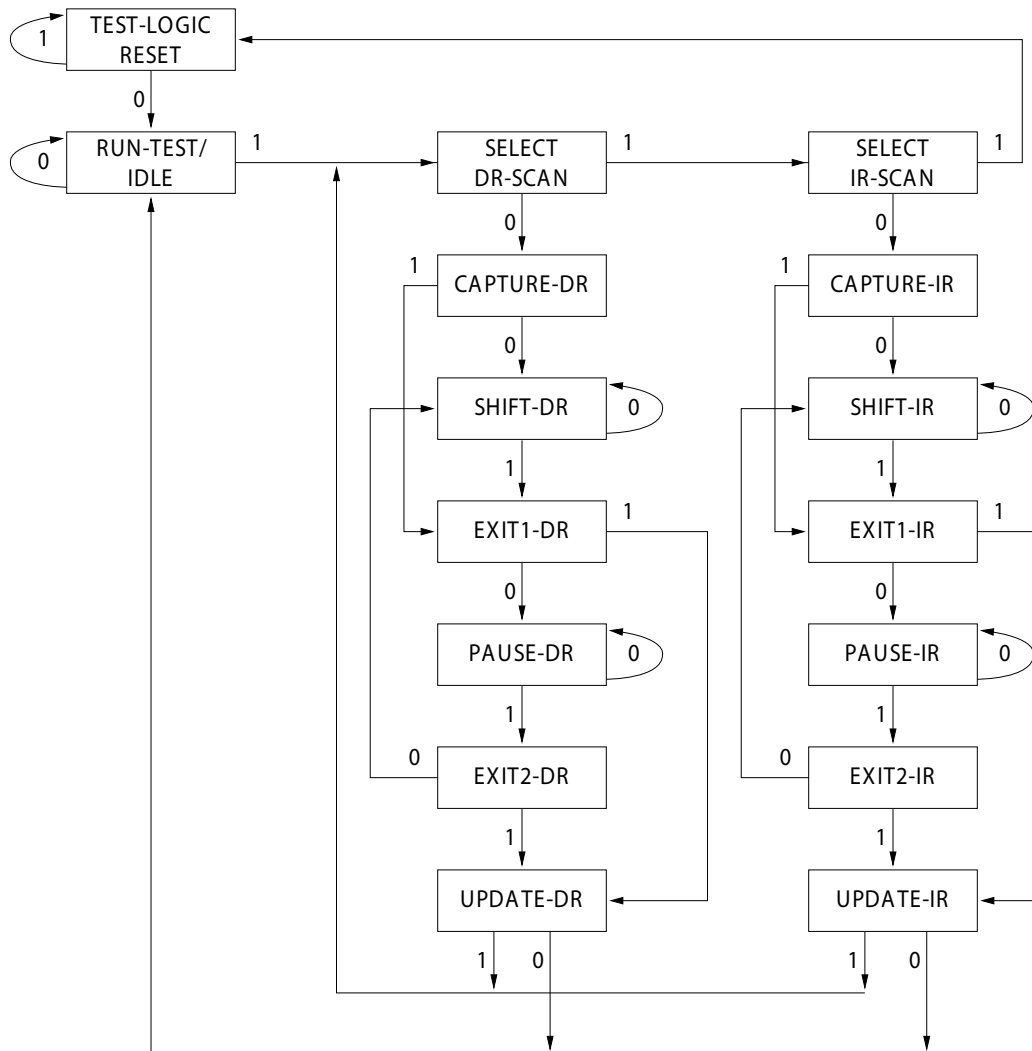 TEST-LOGIC
RESET
1
0
RUN-TEST/
IDLE
0
1
SELECT
DR-SCAN
1
SELECT
IR-SCAN
1
0
0
1
CAPTURE-DR
1
CAPTURE-IR
0
0
SHIFT-DR
0
SHIFT-IR
0
1
1
EXIT1-DR
1
EXIT1-IR
1
0
0
PAUSE-DR
0
PAUSE-IR
0
1
1
0
EXIT2-DR
0
EXIT2-IR
1
1
UPDATE-DR
UPDATE-IR
1
0
1
0